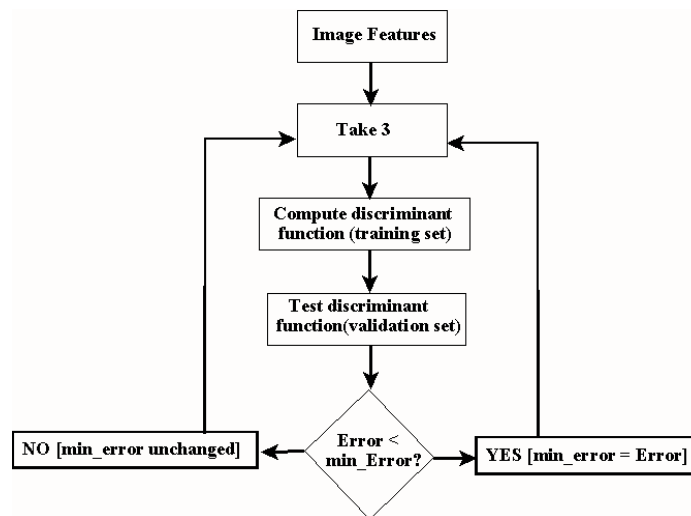 Image Features
Take 3
Compute discriminant
function (training set)
Test discriminant
function(validation set)
Error <
min_Error?
NO [min_error unchanged]
YES [min_error = Error]